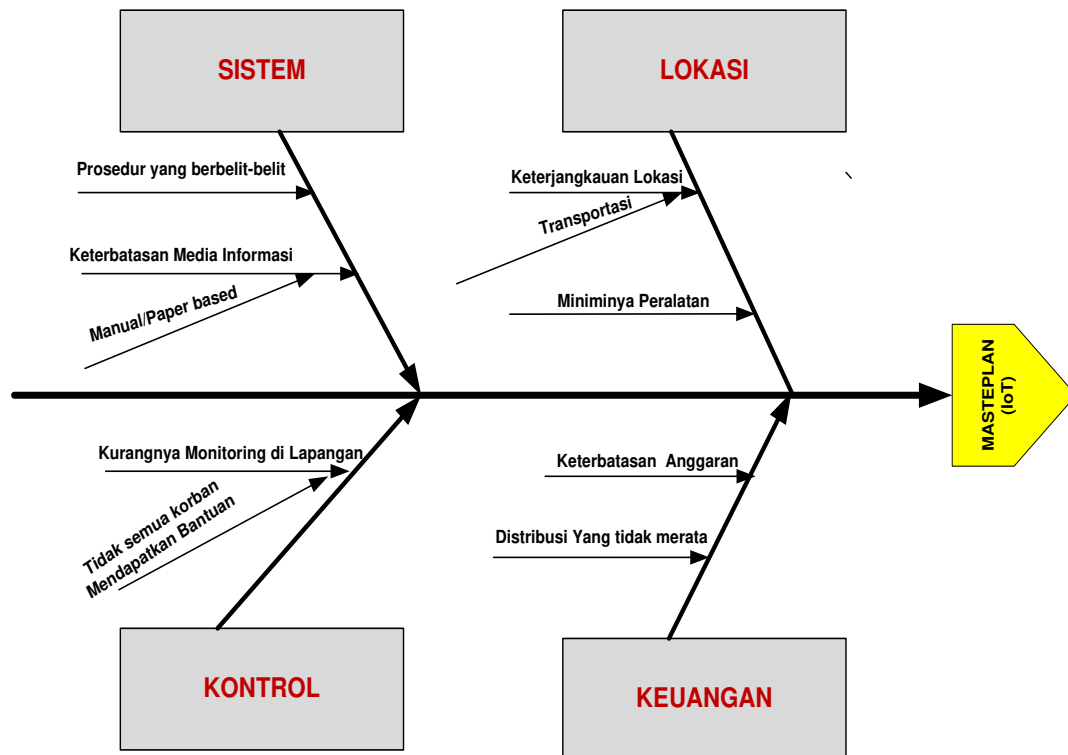 SISTEM
LOKASI
Prosedur yang berbelit-belit
Keterbatasan Media Informasi
Manual/Paper based
Keterjangkauan Lokasi
Transportasi
Miniminya Peralatan
MASTEPLAN
(IoT)
Kurangnya Monitoring di Lapangan
Tidak semua korban
Mendapatkan Bantuan
Keterbatasan Anggaran
Distribusi Yang tidak merata
KONTROL
KEUANGAN